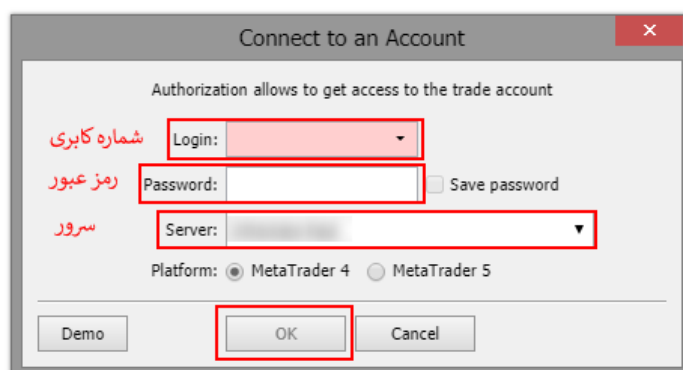 Connect to an Account
Authorization allows to get access to the trade account
شماره کابری Login:
رمز عبور Password: Save password
سرور Server:
Platform: MetaTrader 4 MetaTrader 5
Demo OK Cancel